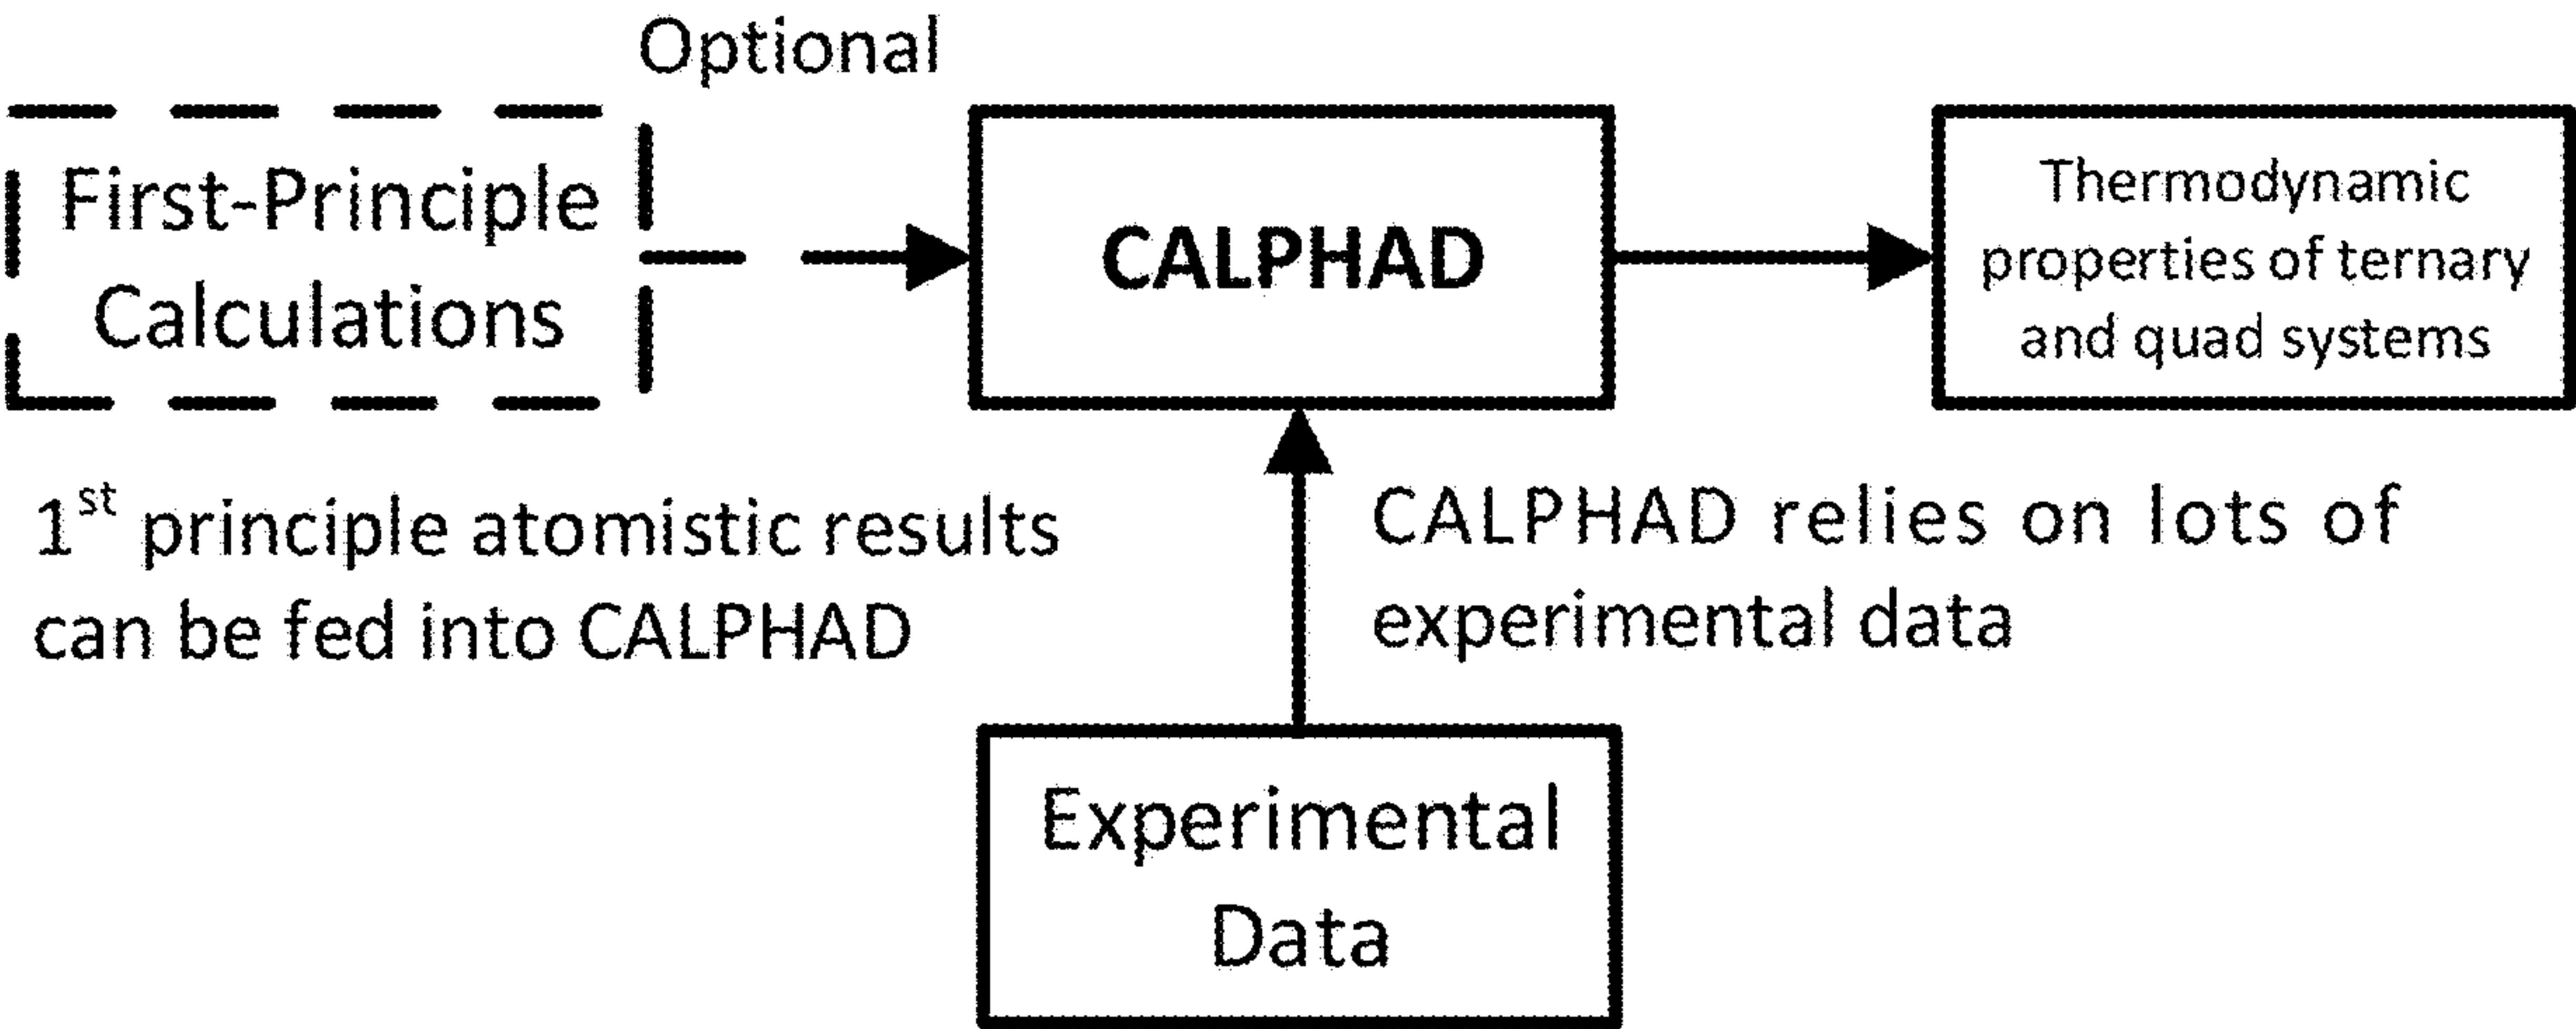 Optional
First-Principle
Calculations
CALPHAD
Thermodynamic
properties of ternary
and quad systems
1st principle atomistic results
can be fed into CALPHAD
CALPHAD relies on lots of
experimental data
Experimental
Data